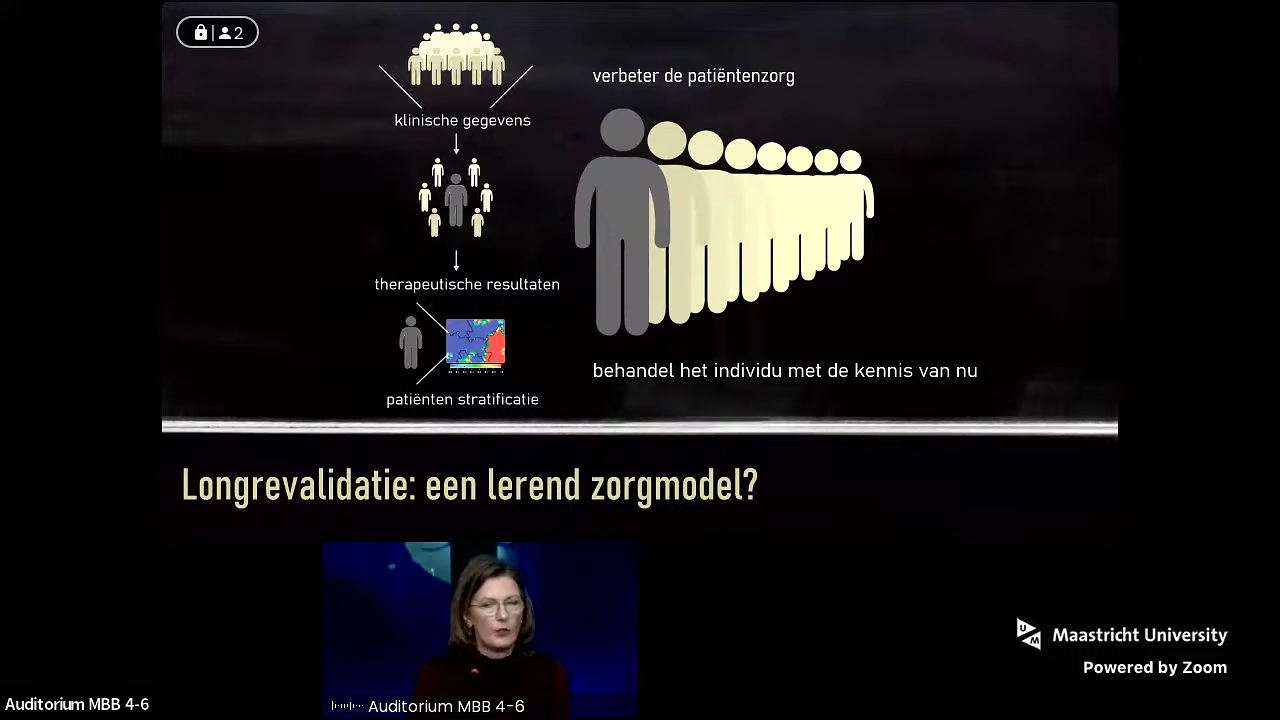 2
klinische gegevens
therapeutische resultaten
patiënten stratificatie
verbeter de patiëntenzorg
behandel het individu met de kennis van nu
Longrevalidatie: een lerend zorgmodel?
Auditorium MBB 4-6
UM Maastricht University
Powered by Zoom
Auditorium MBB 4-6